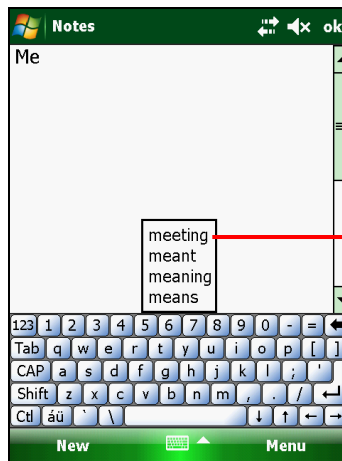 Notes
ok
Me
meeting
meant
meaning
means
123 1 2 3 4 5 6 7 8 9 0 - =
Tab q w e r t y u i o p [ ]
CAP a s d f g h j k l ; '
Shift z x c v b n m , . /
Ctl áü ` \
New Menu